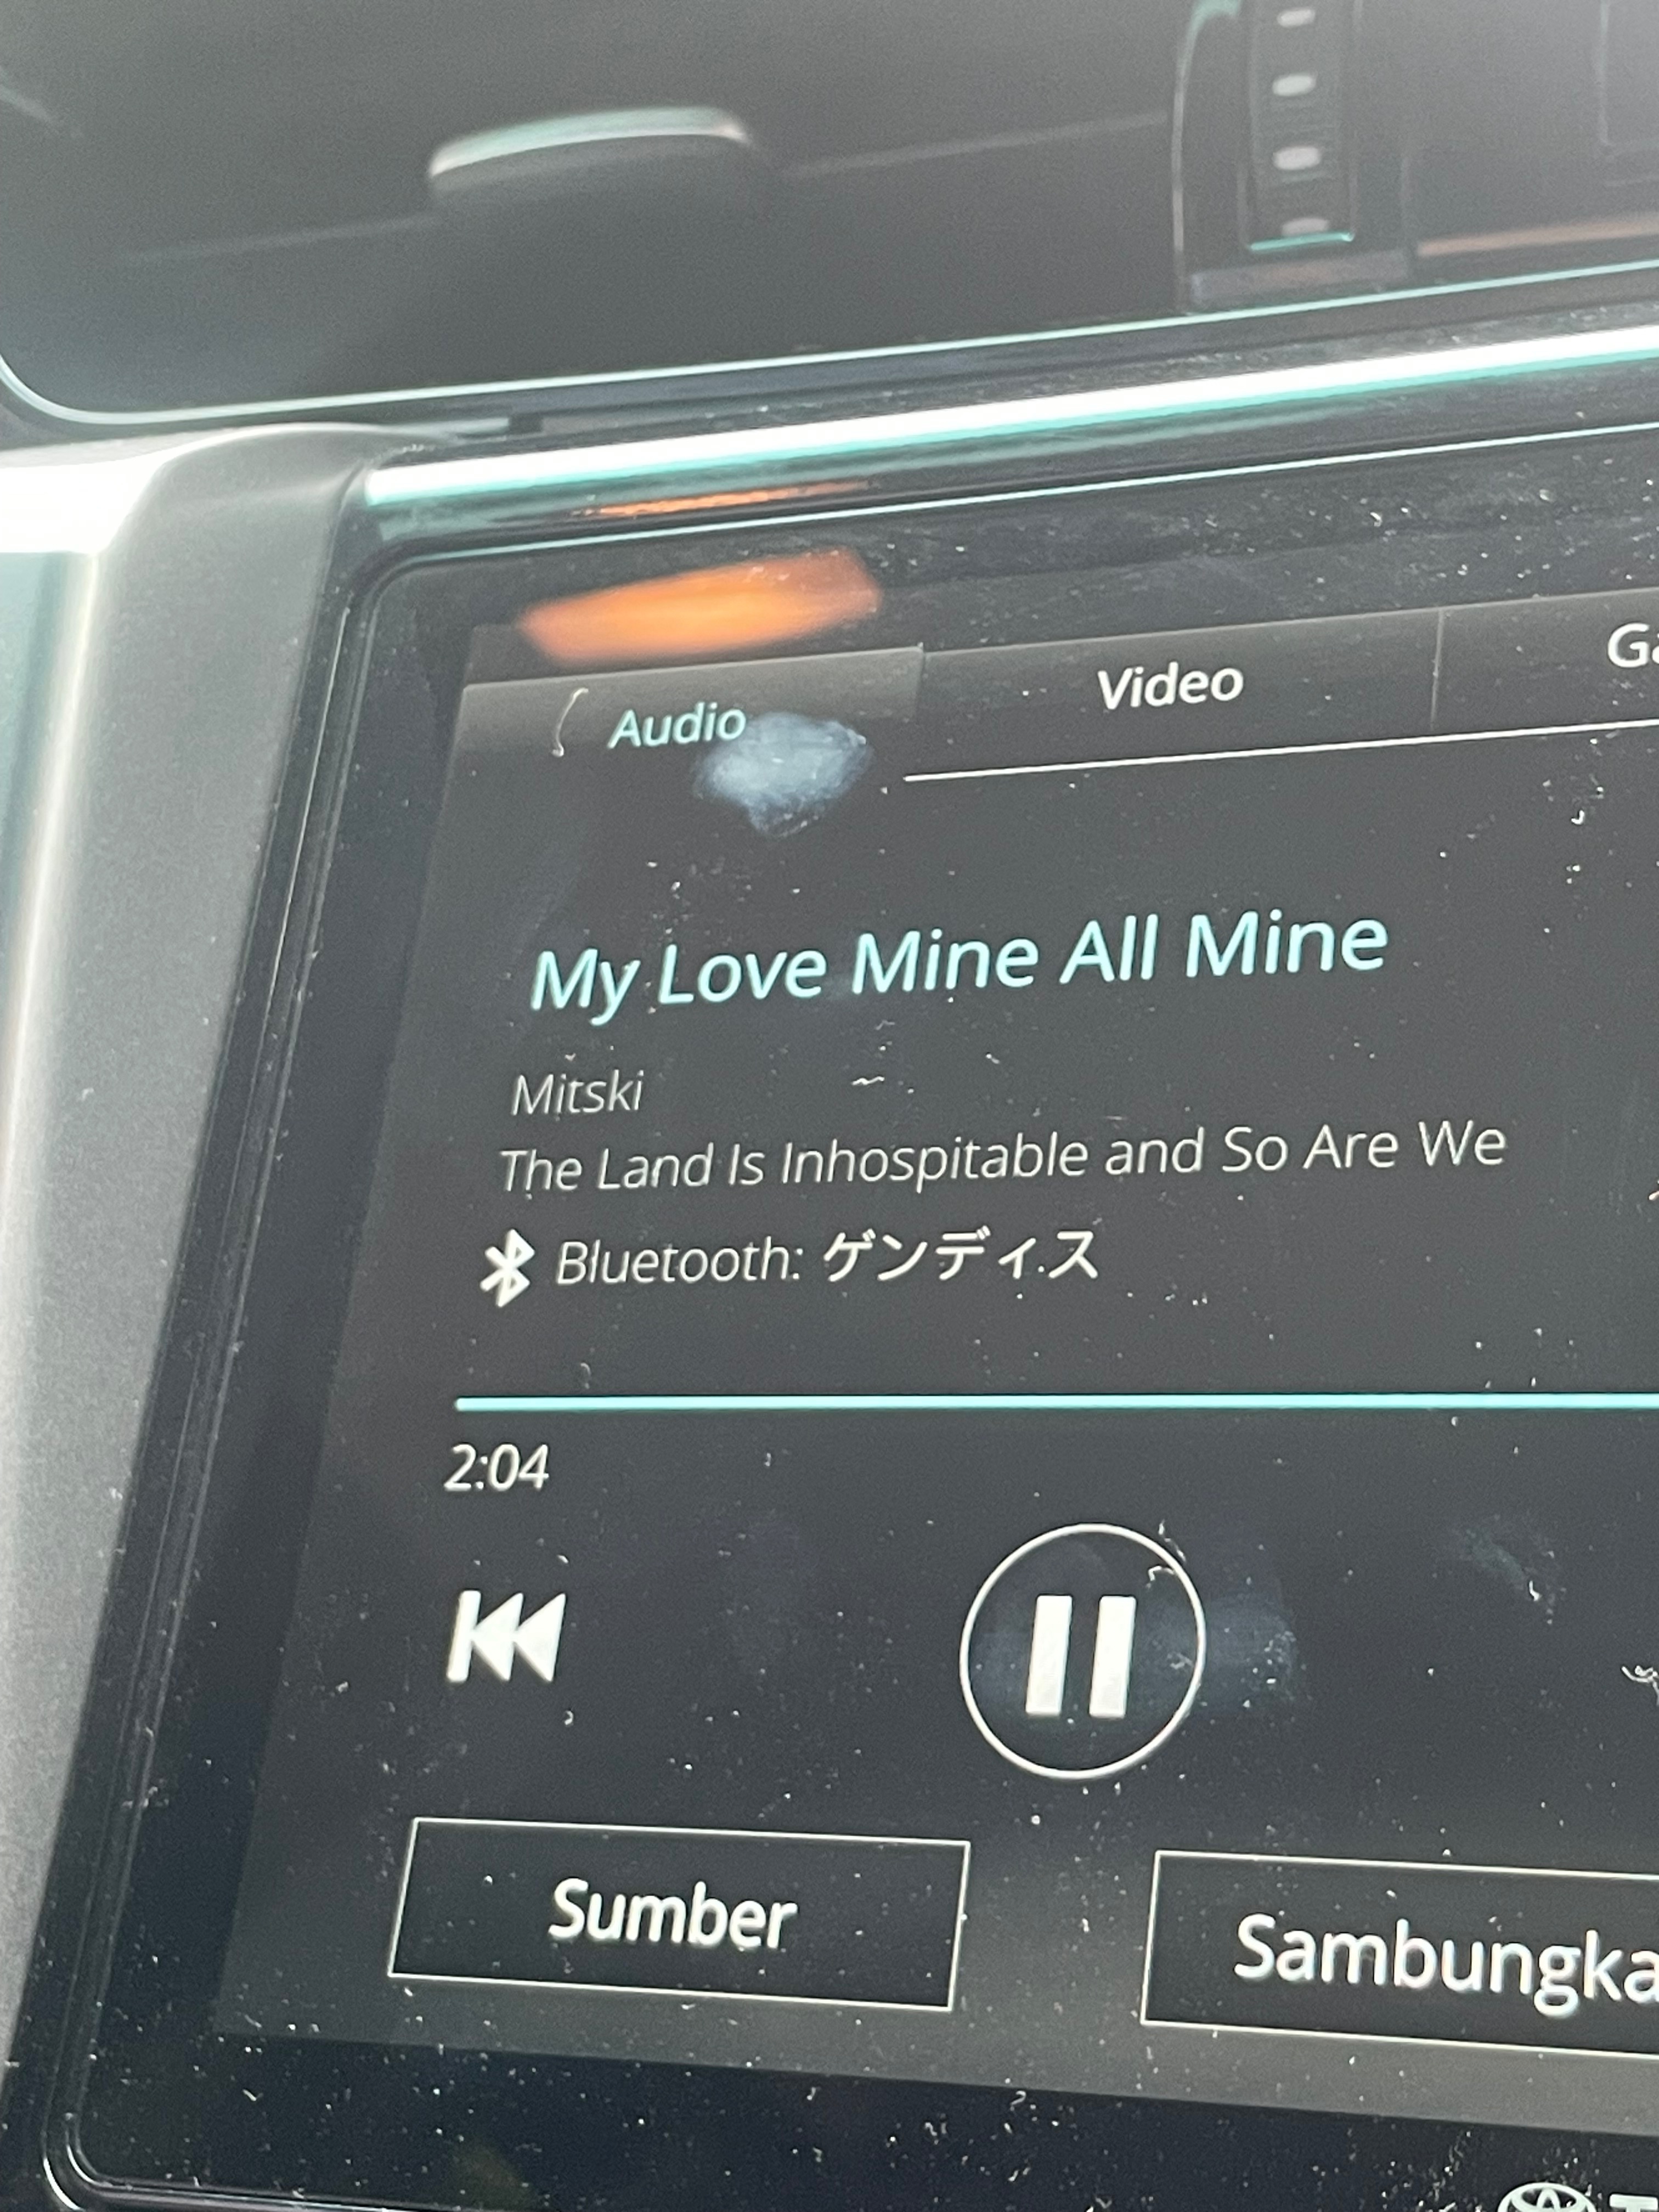 Audio
Video
My Love Mine All Mine
Mitski
The Land Is Inhospitable and So Are We
Bluetooth: ゲンディス
2:04
Sumber